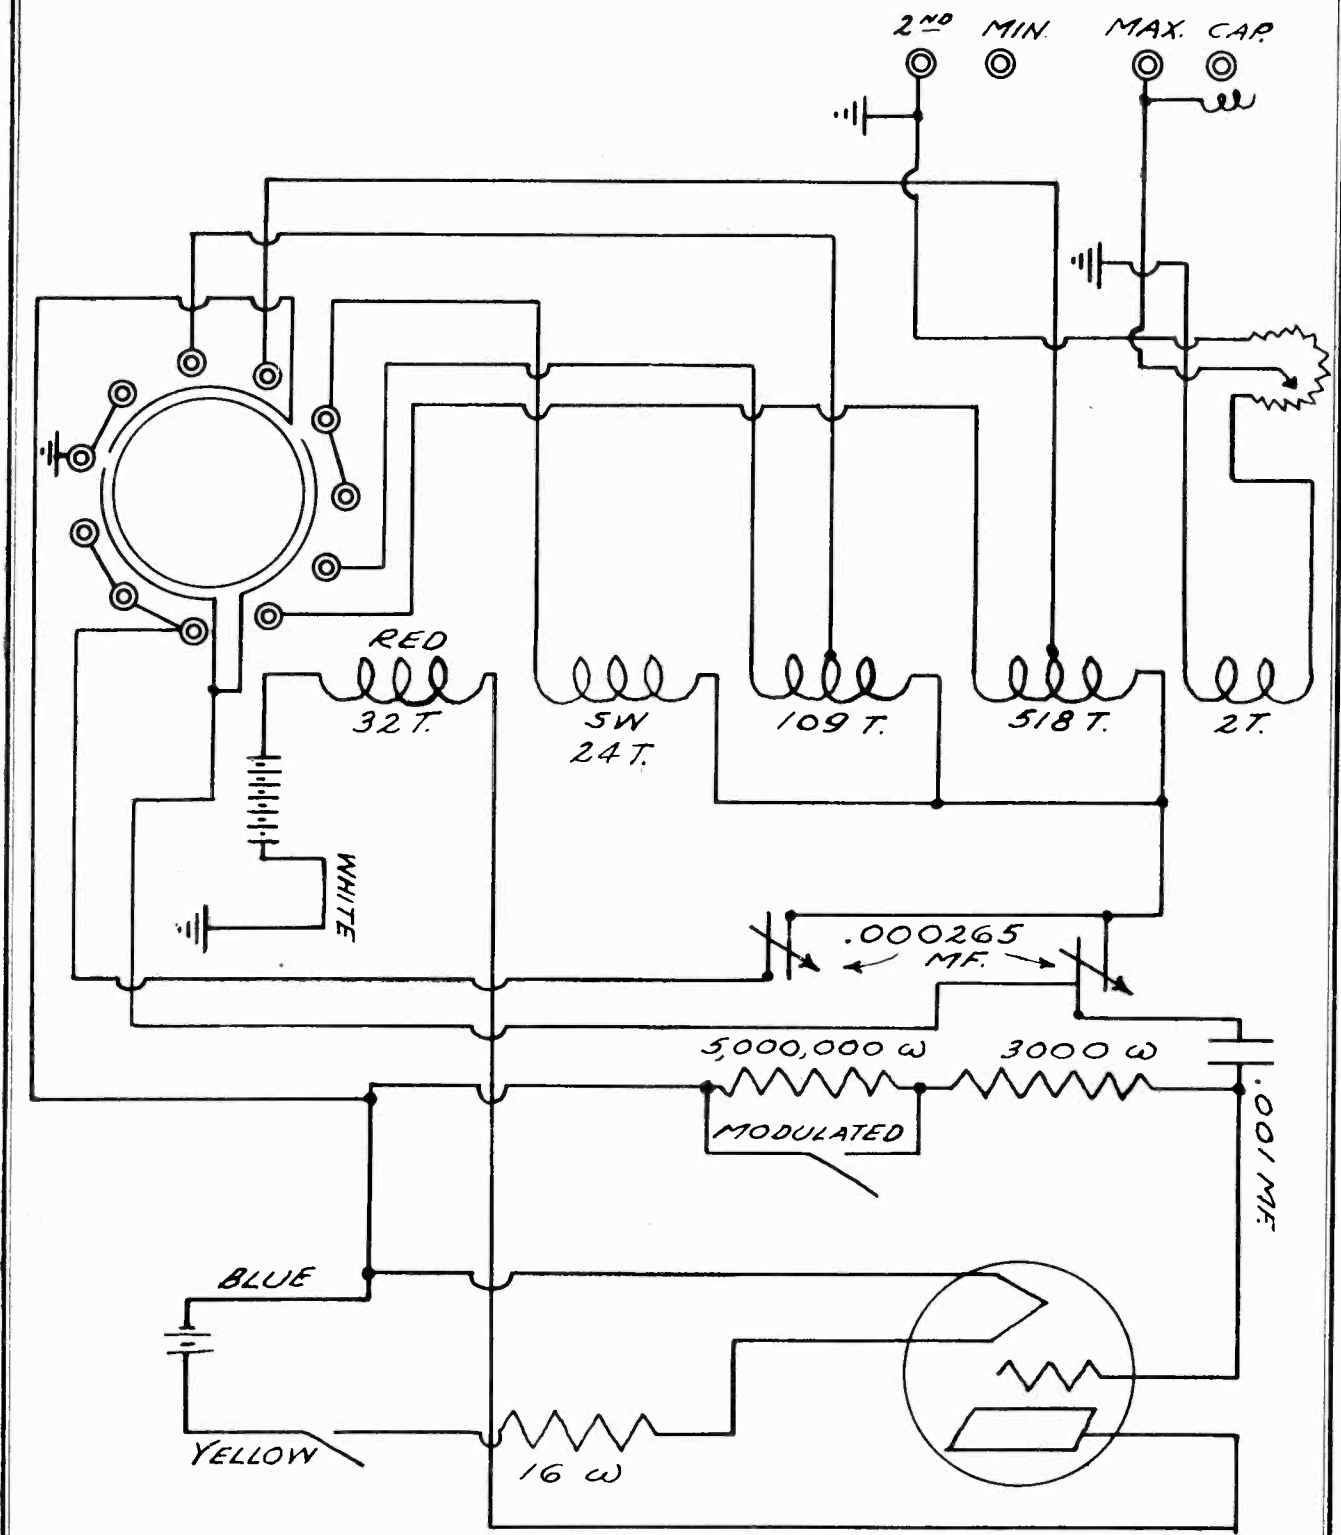 2ND MIN. MAX. CAP.
RED
32 T.
SW
24 T.
109 T.
518 T.
2 T.
WHITE
.000265
MF.
5,000,000 ω
3000 ω
MODULATED
.001 MF.
BLUE
YELLOW
16 ω